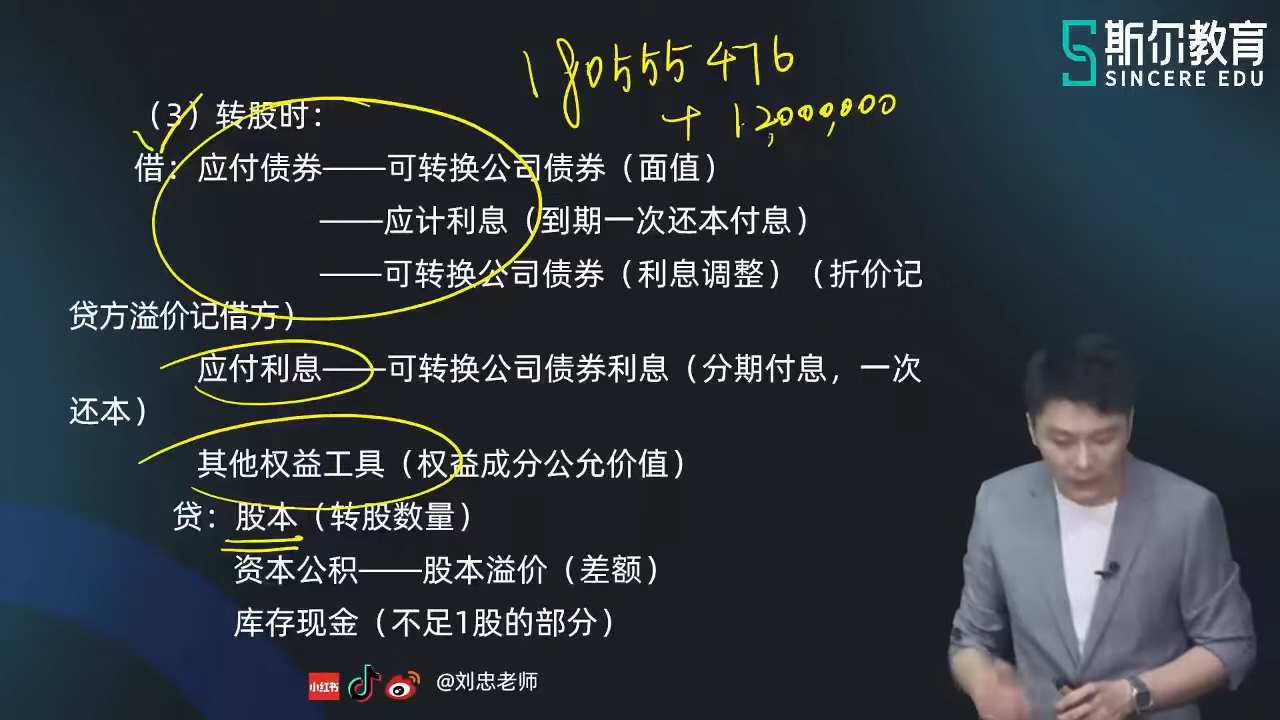 180555476
+ 12,000,000
斯尔教育
SINCERE EDU
（3）转股时：
借：应付债券——可转换公司债券（面值）
——应计利息（到期一次还本付息）
——可转换公司债券（利息调整）（折价记
贷方溢价记借方）
应付利息——可转换公司债券利息（分期付息，一次
还本）
其他权益工具（权益成分公允价值）
贷：股本（转股数量）
资本公积——股本溢价（差额）
库存现金（不足1股的部分）
小红书 @刘忠老师